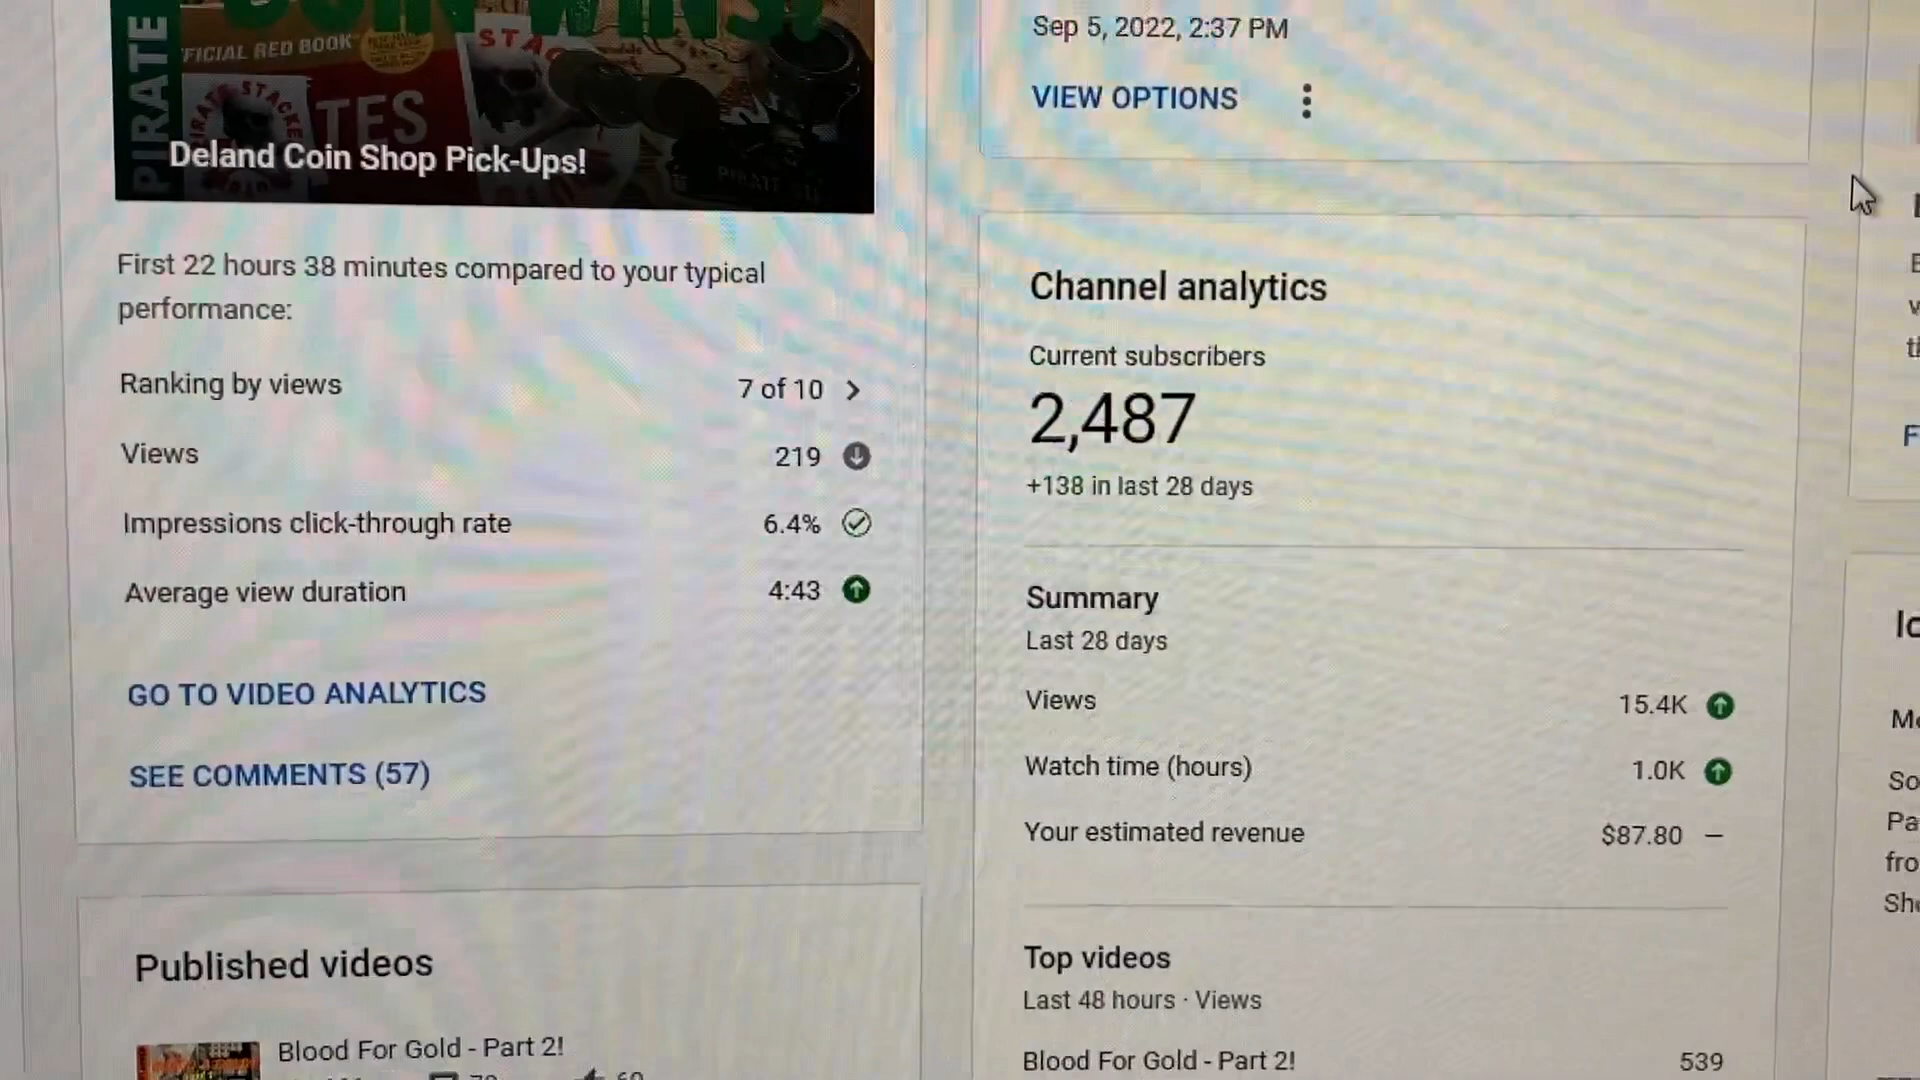 COIN WINS!
PIRATE
FICIAL RED BOOK
STAC
PIRATE STACKE
TES
Deland Coin Shop Pick-Ups!
First 22 hours 38 minutes compared to your typical
performance:
Ranking by views 7 of 10
Views 219
Impressions click-through rate 6.4%
Average view duration 4:43
GO TO VIDEO ANALYTICS
SEE COMMENTS (57)
Published videos
Blood For Gold - Part 2!
Sep 5, 2022, 2:37 PM
VIEW OPTIONS
Channel analytics
Current subscribers
2,487
+138 in last 28 days
Summary
Last 28 days
Views 15.4K
Watch time (hours) 1.0K
Your estimated revenue $87.80 —
Top videos
Last 48 hours · Views
Blood For Gold - Part 2! 539